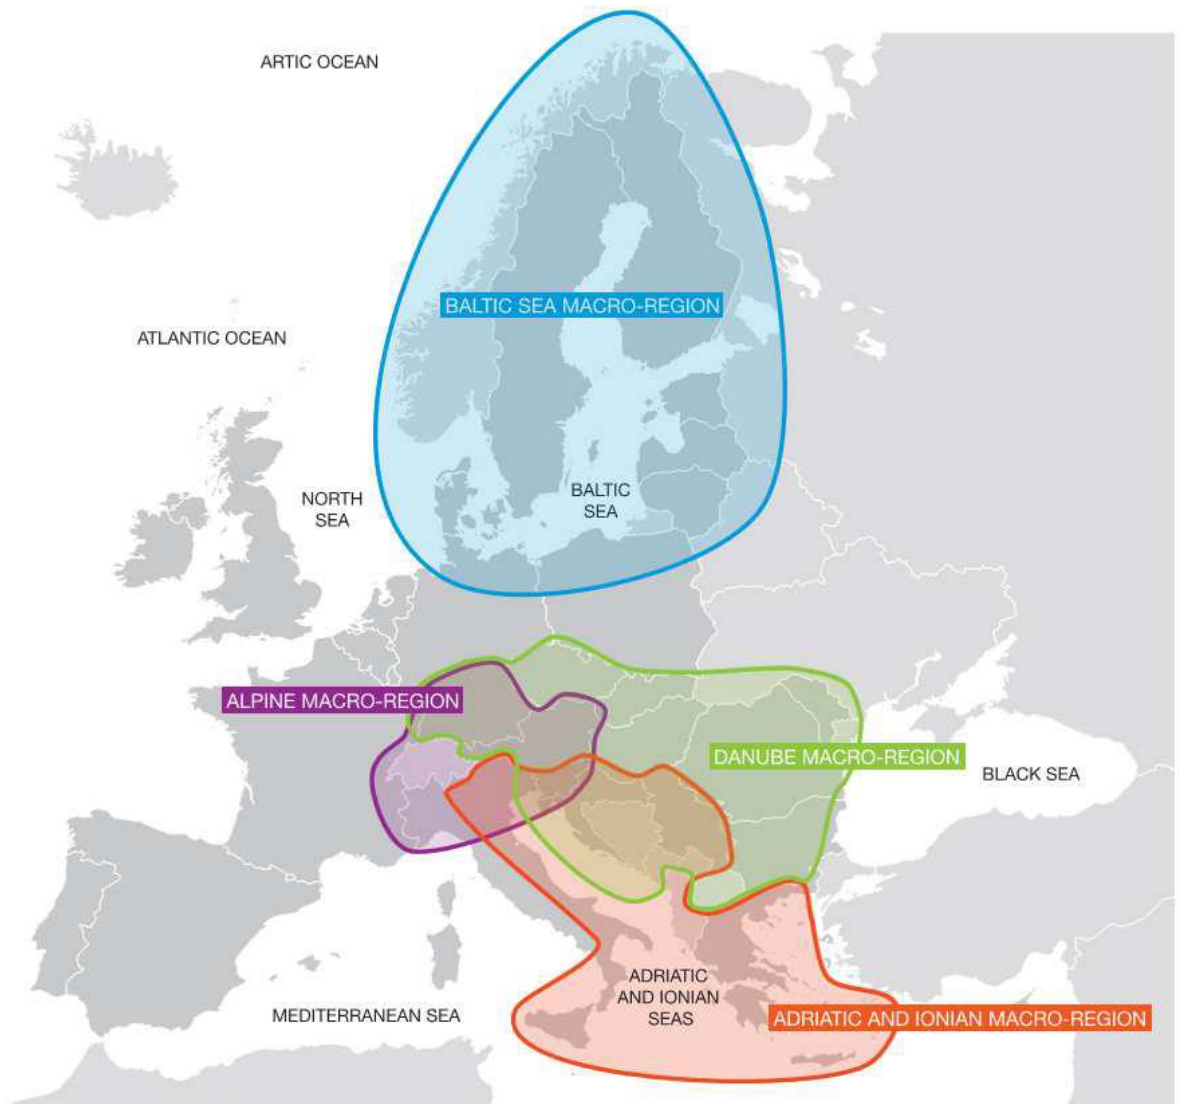 ARTIC OCEAN
BALTIC SEA MACRO-REGION
ATLANTIC OCEAN
NORTH
SEA
BALTIC
SEA
ALPINE MACRO-REGION
DANUBE MACRO-REGION
BLACK SEA
ADRIATIC
AND IONIAN
SEAS
MEDITERRANEAN SEA
ADRIATIC AND IONIAN MACRO-REGION